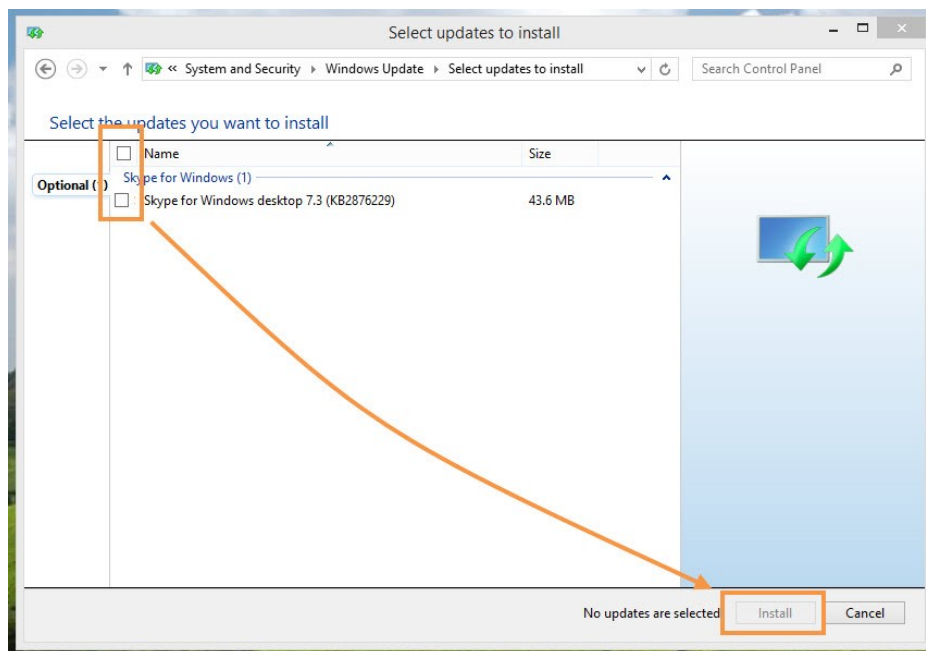 Select updates to install
« System and Security ▸ Windows Update ▸ Select updates to install
Search Control Panel
Select the updates you want to install
Name Size
Optional (1)
Skype for Windows (1)
Skype for Windows desktop 7.3 (KB2876229) 43.6 MB
No updates are selected Install Cancel